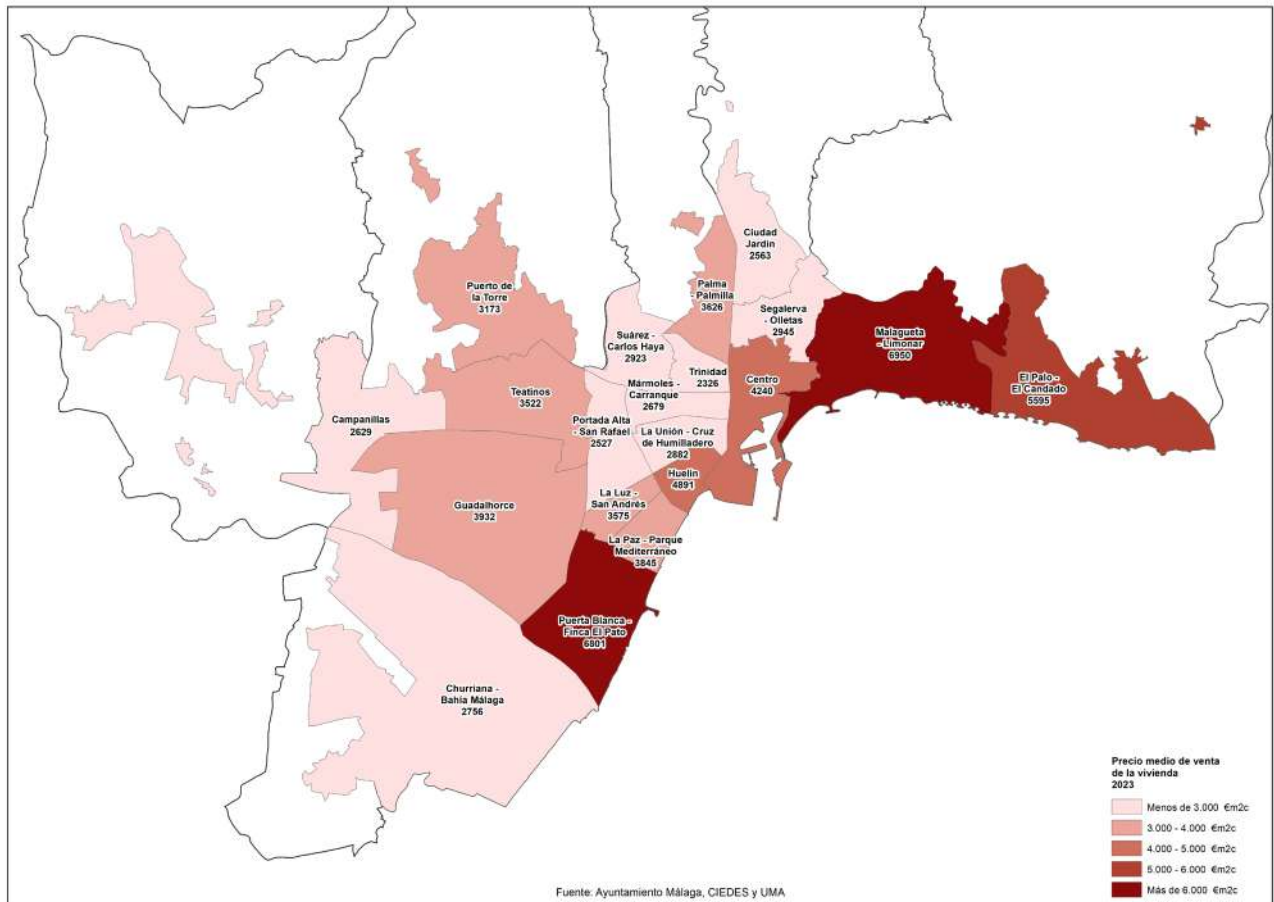 Ciudad
Jardin
2563
Puerto de
la Torre
3173
Palma
- Palmilla
3626
Segalerva
- Olletas
2945
Malagueta
- Limonar
6950
Suárez -
Carlos Haya
2923
Trinidad
2326
Centro
4240
El Palo -
El Candado
5595
Teatinos
3522
Mármoles -
Carranque
2679
Campanillas
2629
Portada Alta
- San Rafael
2527
La Unión - Cruz
de Humilladero
2882
Huelin
4891
Guadalhorce
3932
La Luz -
San Andrés
3575
La Paz - Parque
Mediterráneo
3845
Puerta Blanca -
Finca El Pato
6801
Churriana -
Bahía Málaga
2756
Precio medio de venta
de la vivienda
2023
Menos de 3.000 €m2c
3.000 - 4.000 €m2c
4.000 - 5.000 €m2c
5.000 - 6.000 €m2c
Más de 6.000 €m2c
Fuente: Ayuntamiento Málaga, CIEDES y UMA